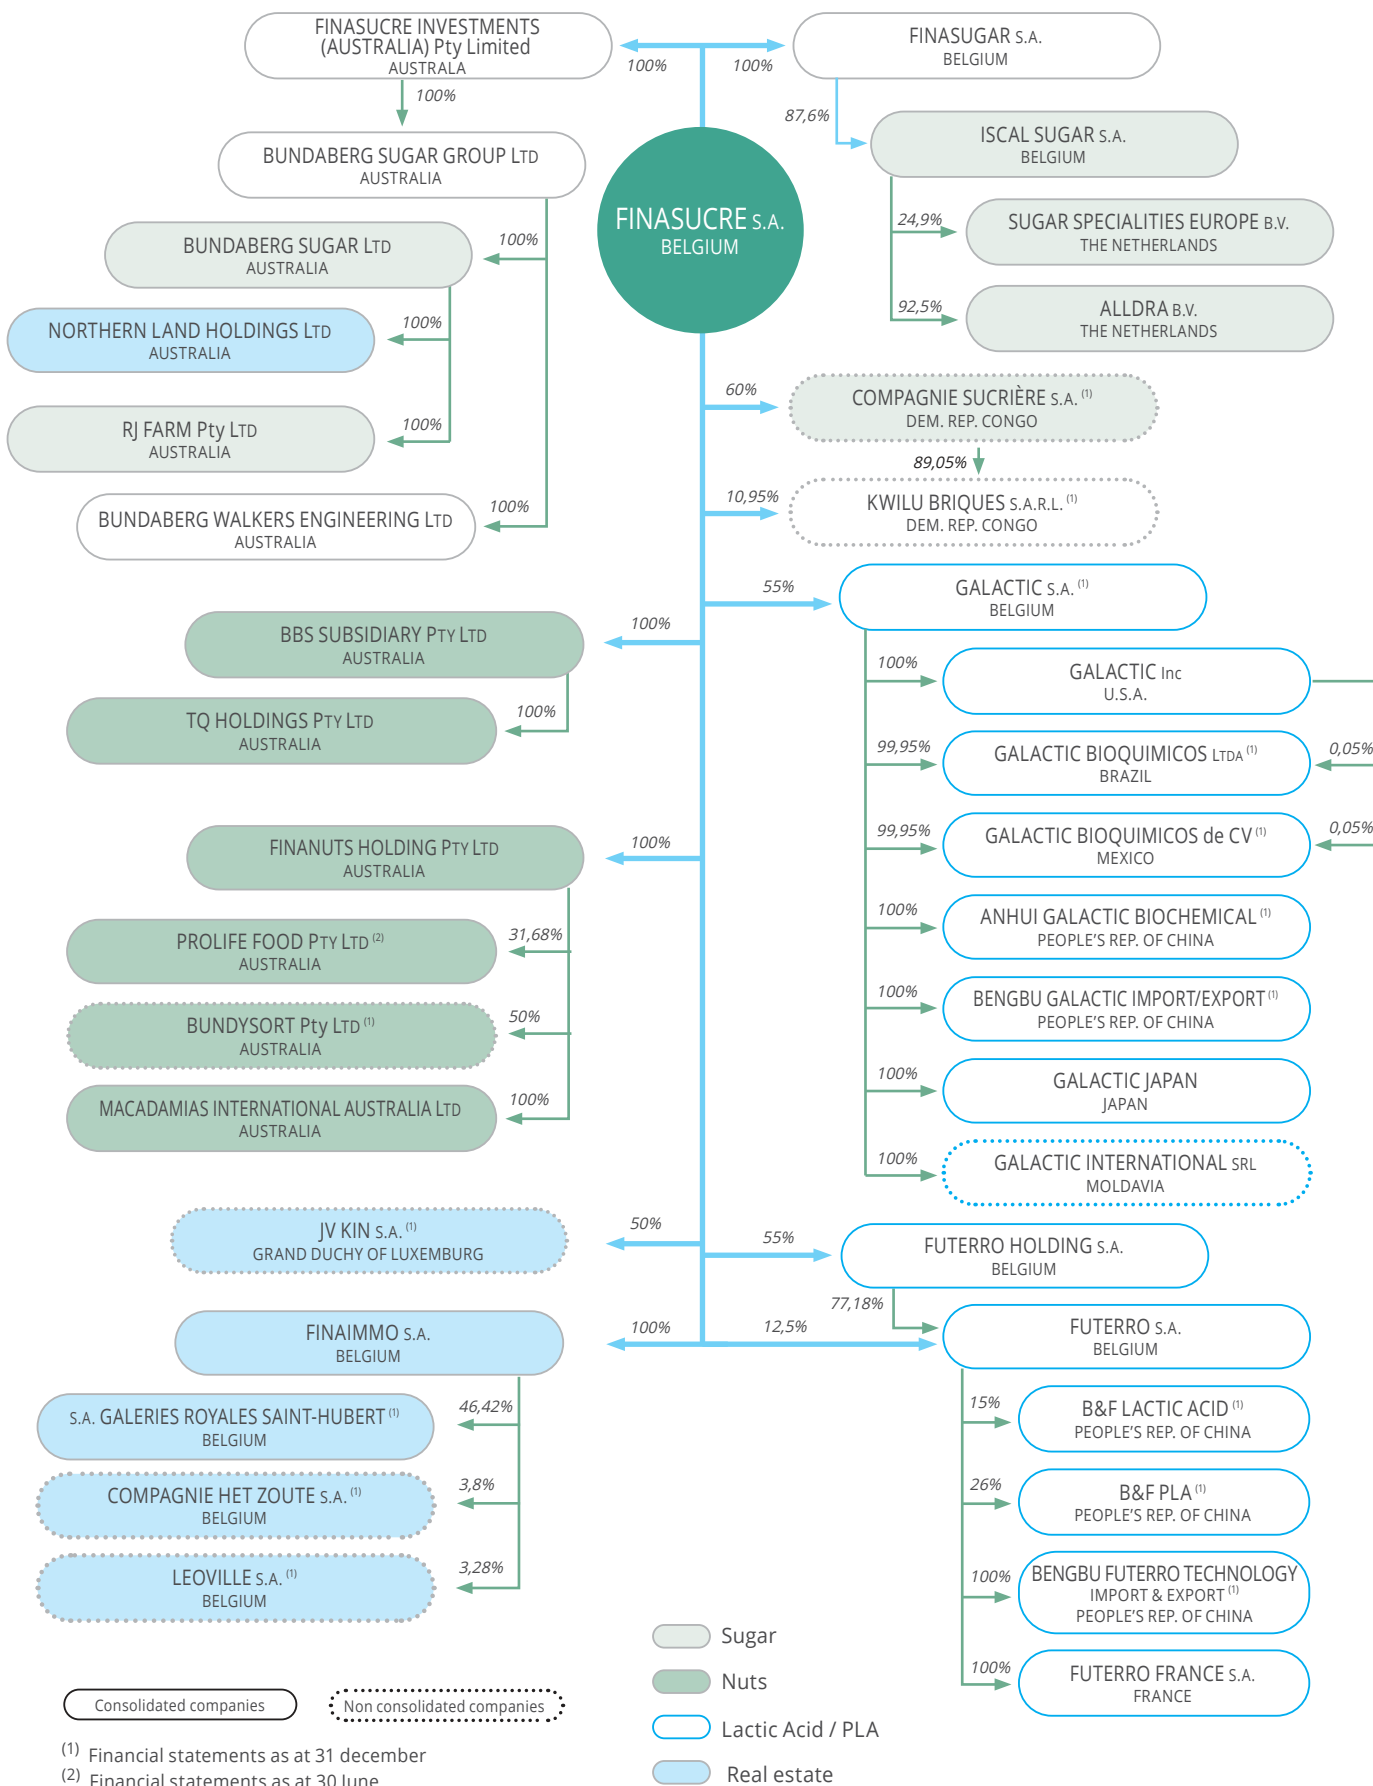 FINASUCRE INVESTMENTS
(AUSTRALIA) Pty Limited
AUSTRALA
100%
100%
FINASUGAR S.A.
BELGIUM
100%
87,6%
BUNDABERG SUGAR GROUP LTD
AUSTRALIA
ISCAL SUGAR S.A.
BELGIUM
FINASUCRE S.A.
BELGIUM
24,9%
SUGAR SPECIALITIES EUROPE B.V.
THE NETHERLANDS
BUNDABERG SUGAR LTD
AUSTRALIA
100%
92,5%
ALLDRA B.V.
THE NETHERLANDS
NORTHERN LAND HOLDINGS LTD
AUSTRALIA
100%
60%
COMPAGNIE SUCRIÈRE S.A. (1)
DEM. REP. CONGO
RJ FARM Pty LTD
AUSTRALIA
100%
89,05%
10,95%
KWILU BRIQUES S.A.R.L. (1)
DEM. REP. CONGO
BUNDABERG WALKERS ENGINEERING LTD
AUSTRALIA
100%
55%
GALACTIC S.A. (1)
BELGIUM
BBS SUBSIDIARY PTY LTD
AUSTRALIA
100%
100%
GALACTIC Inc
U.S.A.
TQ HOLDINGS PTY LTD
AUSTRALIA
100%
99,95%
GALACTIC BIOQUIMICOS LTDA (1)
BRAZIL
0,05%
99,95%
GALACTIC BIOQUIMICOS de CV (1)
MEXICO
0,05%
FINANUTS HOLDING PTY LTD
AUSTRALIA
100%
100%
ANHUI GALACTIC BIOCHEMICAL (1)
PEOPLE'S REP. OF CHINA
PROLIFE FOOD PTY LTD (2)
AUSTRALIA
31,68%
100%
BENGBU GALACTIC IMPORT/EXPORT (1)
PEOPLE'S REP. OF CHINA
BUNDYSORT Pty LTD (1)
AUSTRALIA
50%
100%
GALACTIC JAPAN
JAPAN
MACADAMIAS INTERNATIONAL AUSTRALIA LTD
AUSTRALIA
100%
100%
GALACTIC INTERNATIONAL SRL
MOLDAVIA
JV KIN S.A. (1)
GRAND DUCHY OF LUXEMBURG
50%
55%
FUTERRO HOLDING S.A.
BELGIUM
77,18%
FINAIMMO S.A.
BELGIUM
100%
12,5%
FUTERRO S.A.
BELGIUM
S.A. GALERIES ROYALES SAINT-HUBERT (1)
BELGIUM
46,42%
15%
B&F LACTIC ACID (1)
PEOPLE'S REP. OF CHINA
COMPAGNIE HET ZOUTE S.A. (1)
BELGIUM
3,8%
26%
B&F PLA (1)
PEOPLE'S REP. OF CHINA
LEOVILLE S.A. (1)
BELGIUM
3,28%
100%
BENGBU FUTERRO TECHNOLOGY
IMPORT & EXPORT (1)
PEOPLE'S REP. OF CHINA
100%
FUTERRO FRANCE S.A.
FRANCE
Sugar
Nuts
Lactic Acid / PLA
Real estate
Consolidated companies
Non consolidated companies
(1) Financial statements as at 31 december
(2) Financial statements as at 30 June